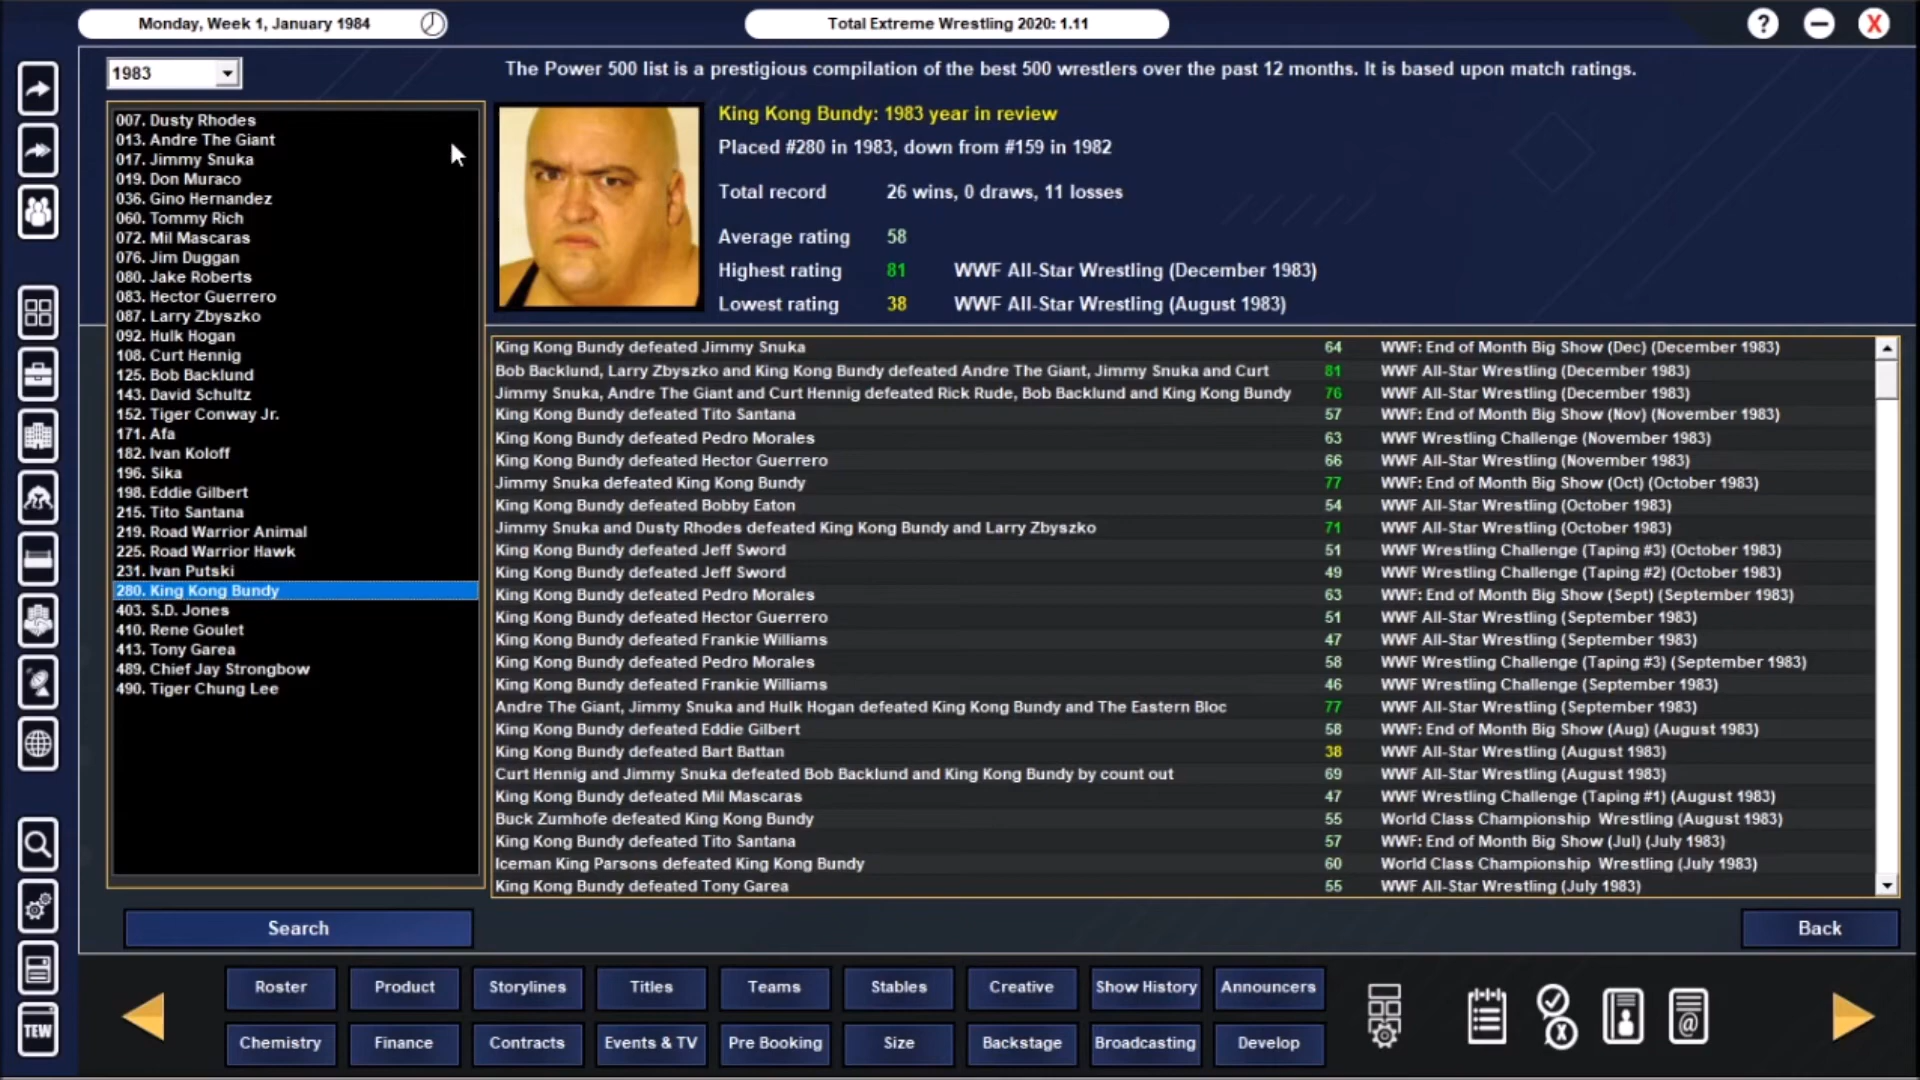 Monday, Week 1, January 1984
Total Extreme Wrestling 2020: 1.11
?
X
1983
The Power 500 list is a prestigious compilation of the best 500 wrestlers over the past 12 months. It is based upon match ratings.
007. Dusty Rhodes
013. Andre The Giant
017. Jimmy Snuka
019. Don Muraco
036. Gino Hernandez
060. Tommy Rich
072. Mil Mascaras
076. Jim Duggan
080. Jake Roberts
083. Hector Guerrero
087. Larry Zbyszko
092. Hulk Hogan
108. Curt Hennig
125. Bob Backlund
143. David Schultz
152. Tiger Conway Jr.
171. Afa
182. Ivan Koloff
196. Sika
198. Eddie Gilbert
215. Tito Santana
219. Road Warrior Animal
225. Road Warrior Hawk
231. Ivan Putski
280. King Kong Bundy
403. S.D. Jones
410. Rene Goulet
413. Tony Garea
489. Chief Jay Strongbow
490. Tiger Chung Lee
King Kong Bundy: 1983 year in review
Placed #280 in 1983, down from #159 in 1982
Total record 26 wins, 0 draws, 11 losses
Average rating 58
Highest rating 81 WWF All-Star Wrestling (December 1983)
Lowest rating 38 WWF All-Star Wrestling (August 1983)
King Kong Bundy defeated Jimmy Snuka 64 WWF: End of Month Big Show (Dec) (December 1983)
Bob Backlund, Larry Zbyszko and King Kong Bundy defeated Andre The Giant, Jimmy Snuka and Curt 81 WWF All-Star Wrestling (December 1983)
Jimmy Snuka, Andre The Giant and Curt Hennig defeated Rick Rude, Bob Backlund and King Kong Bundy 76 WWF All-Star Wrestling (December 1983)
King Kong Bundy defeated Tito Santana 57 WWF: End of Month Big Show (Nov) (November 1983)
King Kong Bundy defeated Pedro Morales 63 WWF Wrestling Challenge (November 1983)
King Kong Bundy defeated Hector Guerrero 66 WWF All-Star Wrestling (November 1983)
Jimmy Snuka defeated King Kong Bundy 77 WWF: End of Month Big Show (Oct) (October 1983)
King Kong Bundy defeated Bobby Eaton 54 WWF All-Star Wrestling (October 1983)
Jimmy Snuka and Dusty Rhodes defeated King Kong Bundy and Larry Zbyszko 71 WWF All-Star Wrestling (October 1983)
King Kong Bundy defeated Jeff Sword 51 WWF Wrestling Challenge (Taping #3) (October 1983)
King Kong Bundy defeated Jeff Sword 49 WWF Wrestling Challenge (Taping #2) (October 1983)
King Kong Bundy defeated Pedro Morales 63 WWF: End of Month Big Show (Sept) (September 1983)
King Kong Bundy defeated Hector Guerrero 51 WWF All-Star Wrestling (September 1983)
King Kong Bundy defeated Frankie Williams 47 WWF All-Star Wrestling (September 1983)
King Kong Bundy defeated Pedro Morales 58 WWF Wrestling Challenge (Taping #3) (September 1983)
King Kong Bundy defeated Frankie Williams 46 WWF Wrestling Challenge (September 1983)
Andre The Giant, Jimmy Snuka and Hulk Hogan defeated King Kong Bundy and The Eastern Bloc 77 WWF All-Star Wrestling (September 1983)
King Kong Bundy defeated Eddie Gilbert 58 WWF: End of Month Big Show (Aug) (August 1983)
King Kong Bundy defeated Bart Battan 38 WWF All-Star Wrestling (August 1983)
Curt Hennig and Jimmy Snuka defeated Bob Backlund and King Kong Bundy by count out 69 WWF All-Star Wrestling (August 1983)
King Kong Bundy defeated Mil Mascaras 47 WWF Wrestling Challenge (Taping #1) (August 1983)
Buck Zumhofe defeated King Kong Bundy 55 World Class Championship Wrestling (August 1983)
King Kong Bundy defeated Tito Santana 57 WWF: End of Month Big Show (Jul) (July 1983)
Iceman King Parsons defeated King Kong Bundy 60 World Class Championship Wrestling (July 1983)
King Kong Bundy defeated Tony Garea 55 WWF All-Star Wrestling (July 1983)
Search
Back
Roster Product Storylines Titles Teams Stables Creative Show History Announcers
Chemistry Finance Contracts Events & TV Pre Booking Size Backstage Broadcasting Develop
TEW
@